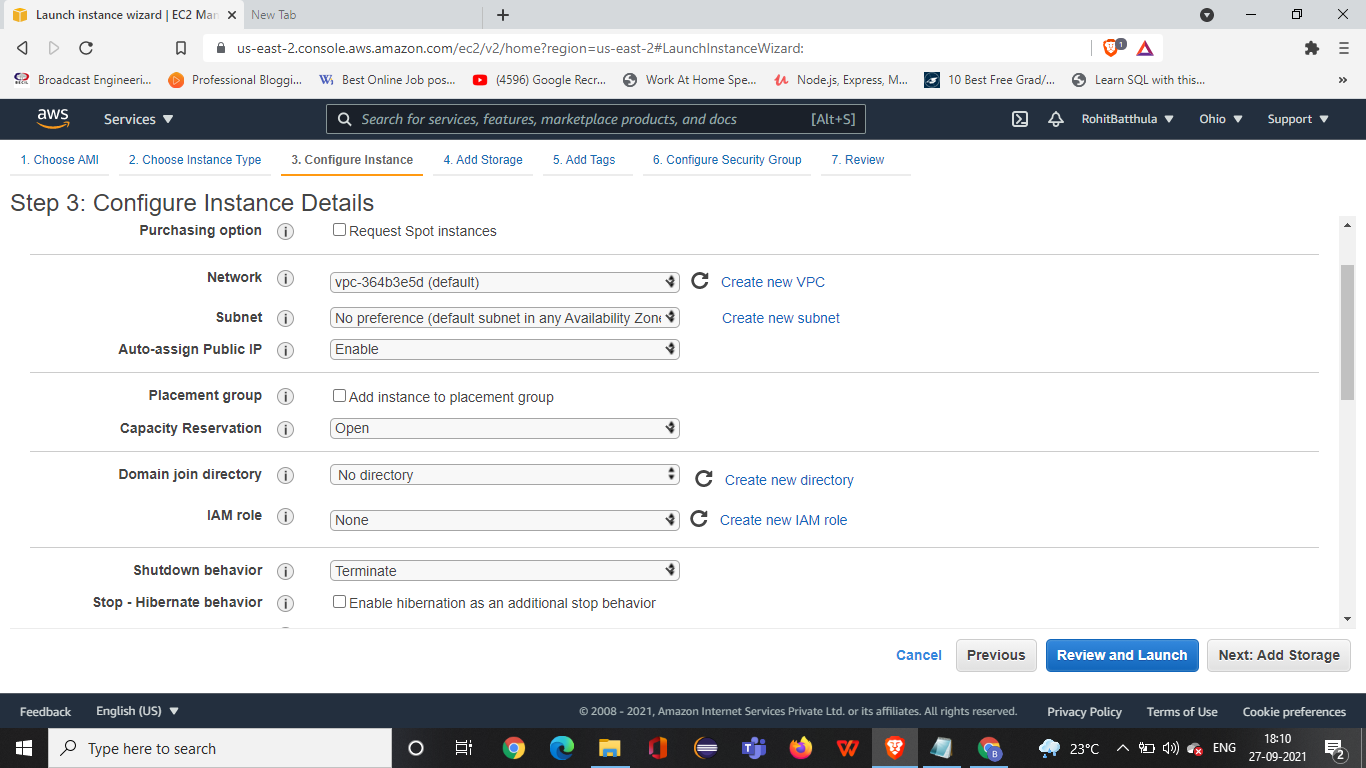 Launch instance wizard | EC2 Man
New Tab
us-east-2.console.aws.amazon.com/ec2/v2/home?region=us-east-2#LaunchInstanceWizard:
1
Broadcast Engineeri...
Professional Bloggi...
Best Online Job pos...
(4596) Google Recr...
Work At Home Spe...
Node.js, Express, M...
10 Best Free Grad/...
Learn SQL with this...
»
aws
Services
Search for services, features, marketplace products, and docs
[Alt+S]
RohitBatthula
Ohio
Support
1. Choose AMI
2. Choose Instance Type
3. Configure Instance
4. Add Storage
5. Add Tags
6. Configure Security Group
7. Review
Step 3: Configure Instance Details
Purchasing option i Request Spot instances
Network i vpc-364b3e5d (default) Create new VPC
Subnet i No preference (default subnet in any Availability Zone Create new subnet
Auto-assign Public IP i Enable
Placement group i Add instance to placement group
Capacity Reservation i Open
Domain join directory i No directory Create new directory
IAM role i None Create new IAM role
Shutdown behavior i Terminate
Stop - Hibernate behavior i Enable hibernation as an additional stop behavior
Cancel
Previous
Review and Launch
Next: Add Storage
Feedback
English (US)
© 2008 - 2021, Amazon Internet Services Private Ltd. or its affiliates. All rights reserved.
Privacy Policy
Terms of Use
Cookie preferences
Type here to search
23°C
ENG
18:10
27-09-2021
2